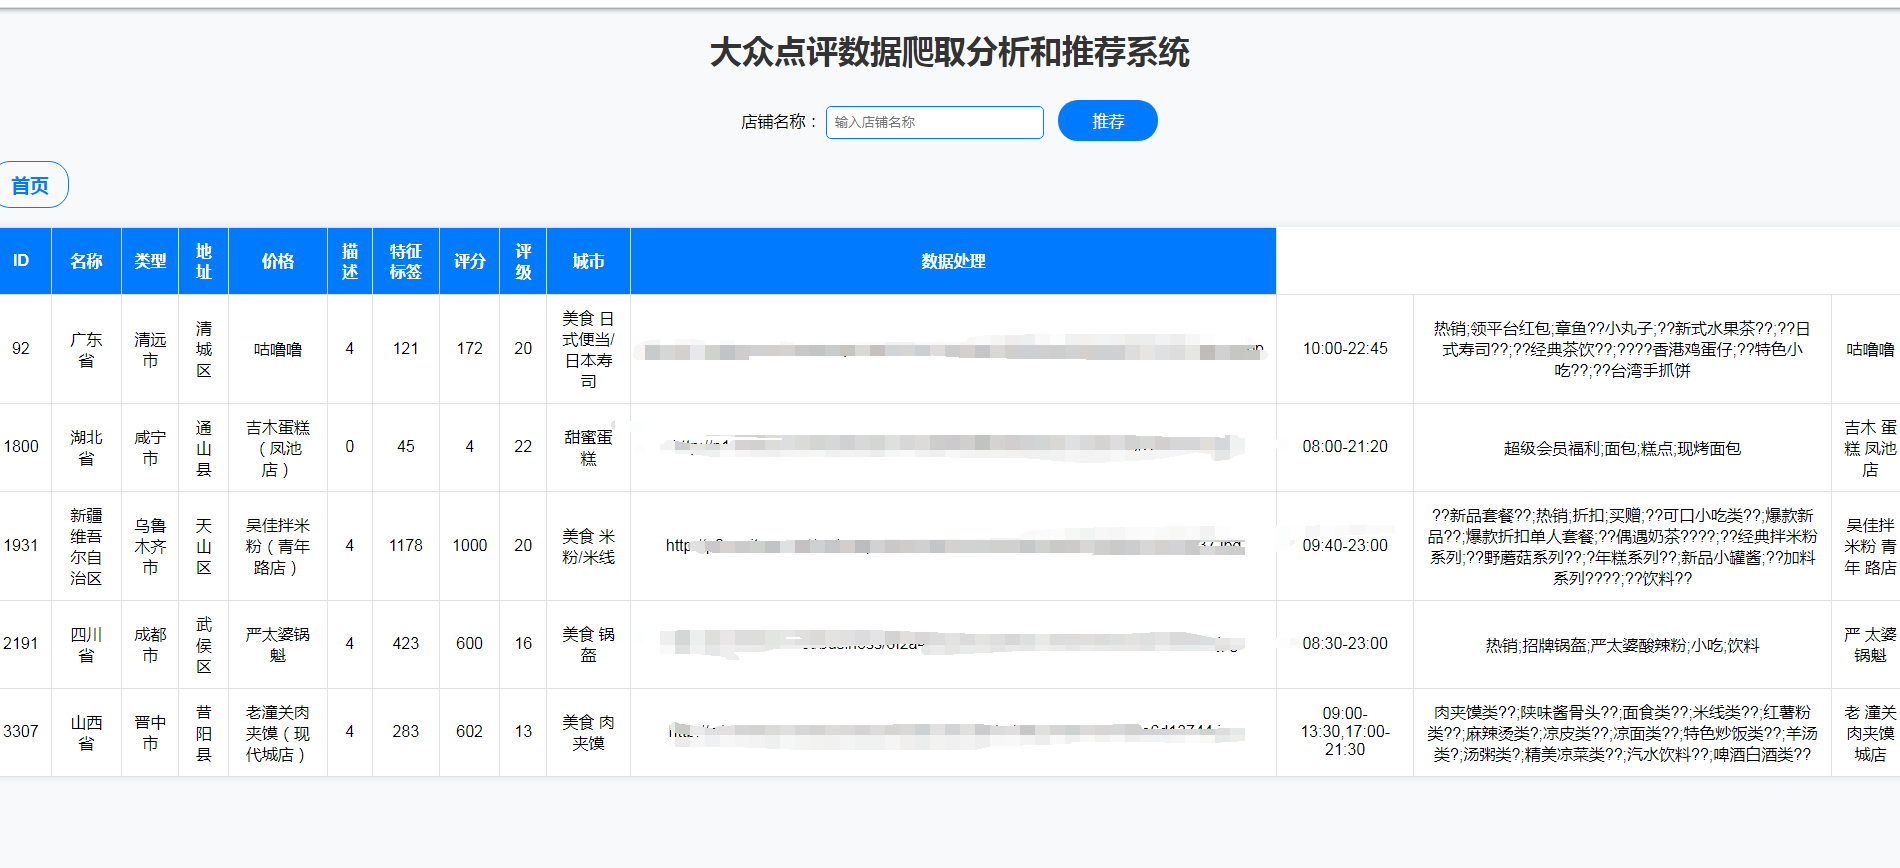 大众点评数据爬取分析和推荐系统
店铺名称： 输入店铺名称 推荐
首页
ID 名称 类型 地址 价格 描述 特征标签 评分 评级 城市 数据处理
92 广东省 清远市 清城区 咕噜噜 4 121 172 20 美食 日式便当/日本寿司 10:00-22:45 热销;领平台红包;章鱼??小丸子;??新式水果茶??;??日式寿司??;??经典茶饮??;????香港鸡蛋仔;??特色小吃??;??台湾手抓饼 咕噜噜
1800 湖北省 咸宁市 通山县 吉木蛋糕（凤池店） 0 45 4 22 甜蜜蛋糕 08:00-21:20 超级会员福利;面包;糕点;现烤面包 吉木 蛋糕 凤池店
1931 新疆维吾尔自治区 乌鲁木齐市 天山区 吴佳拌米粉（青年路店） 4 1178 1000 20 美食 米粉/米线 09:40-23:00 ??新品套餐??;热销;折扣;买赠;??可口小吃类??;爆款新品??;爆款折扣单人套餐;??偶遇奶茶????;??经典拌米粉系列;??野蘑菇系列??;?年糕系列??;新品小罐酱;??加料系列????;??饮料?? 吴佳拌米粉 青年 路店
2191 四川省 成都市 武侯区 严太婆锅魁 4 423 600 16 美食 锅盔 08:30-23:00 热销;招牌锅盔;严太婆酸辣粉;小吃;饮料 严 太婆锅魁
3307 山西省 晋中市 昔阳县 老潼关肉夹馍（现代城店） 4 283 602 13 美食 肉夹馍 09:00-13:30,17:00-21:30 肉夹馍类??;陕味酱骨头??;面食类??;米线类??;红薯粉类??;麻辣烫类?;凉皮类??;凉面类??;特色炒饭类??;羊汤类?;汤粥类?;精美凉菜类??;汽水饮料??;啤酒白酒类?? 老 潼关肉夹馍城店